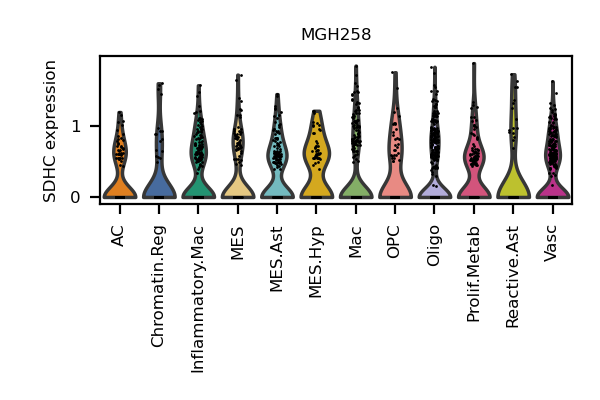 MGH258
SDHC expression
1
0
AC
Chromatin.Reg
Inflammatory.Mac
MES
MES.Ast
MES.Hyp
Mac
OPC
Oligo
Prolif.Metab
Reactive.Ast
Vasc